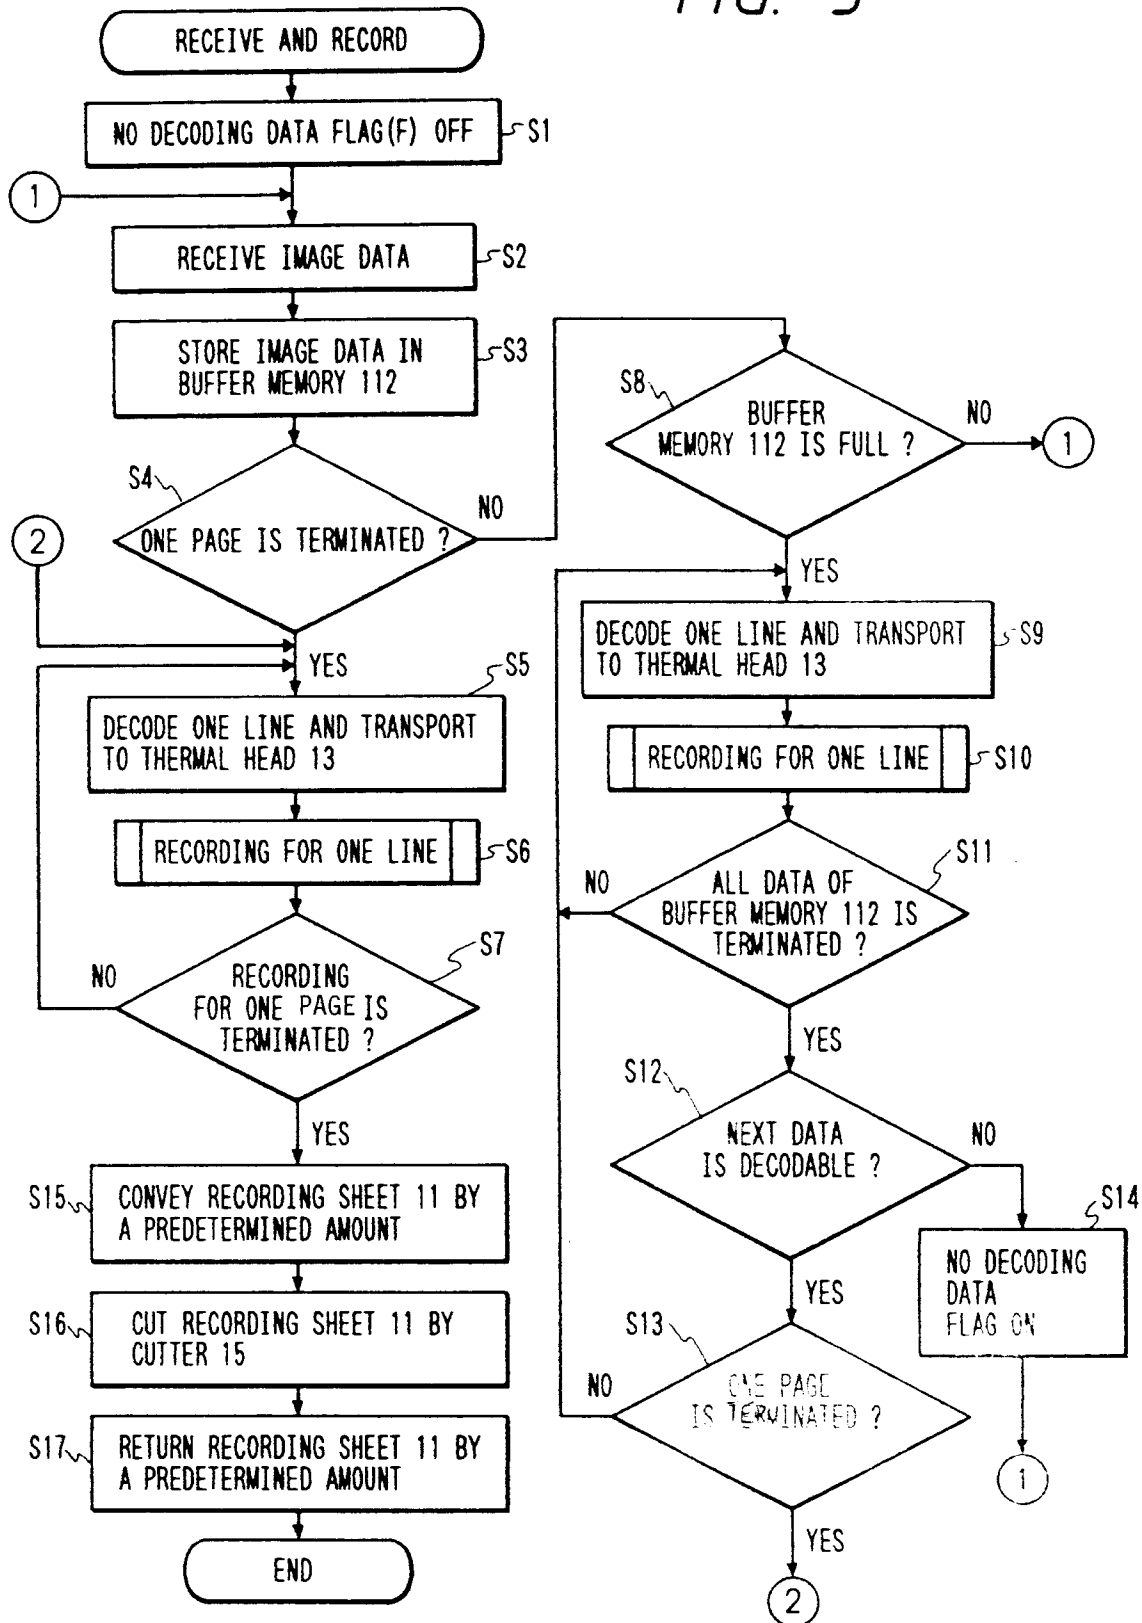 RECEIVE AND RECORD
NO DECODING DATA FLAG(F) OFF
S1
1
RECEIVE IMAGE DATA
S2
STORE IMAGE DATA IN
BUFFER MEMORY 112
S3
S4
ONE PAGE IS TERMINATED ?
NO
2
YES
S5
DECODE ONE LINE AND TRANSPORT
TO THERMAL HEAD 13
RECORDING FOR ONE LINE
S6
S7
NO
RECORDING
FOR ONE PAGE IS
TERMINATED ?
YES
S15
CONVEY RECORDING SHEET 11 BY
A PREDETERMINED AMOUNT
S16
CUT RECORDING SHEET 11 BY
CUTTER 15
S17
RETURN RECORDING SHEET 11 BY
A PREDETERMINED AMOUNT
END
S8
BUFFER
MEMORY 112 IS FULL ?
NO
1
YES
DECODE ONE LINE AND TRANSPORT
TO THERMAL HEAD 13
S9
RECORDING FOR ONE LINE
S10
S11
NO
ALL DATA OF
BUFFER MEMORY 112 IS
TERMINATED ?
YES
S12
NEXT DATA
IS DECODABLE ?
NO
S14
NO DECODING
DATA
FLAG ON
1
YES
S13
NO
ONE PAGE
IS TERMINATED ?
YES
2